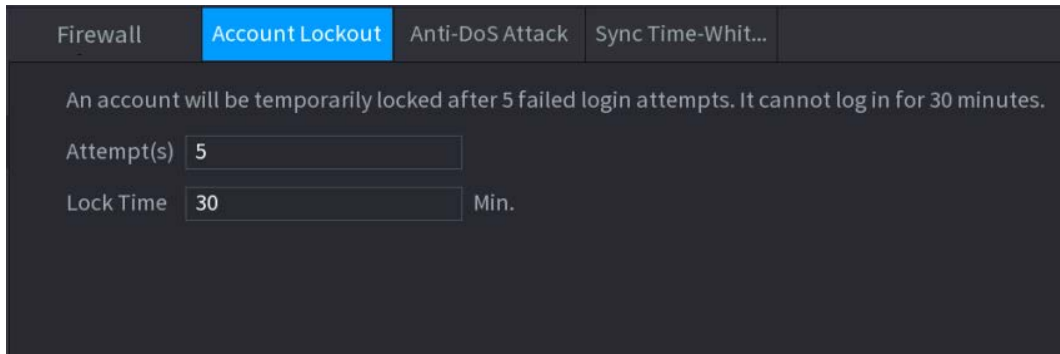 Firewall Account Lockout Anti-DoS Attack Sync Time-Whit...
An account will be temporarily locked after 5 failed login attempts. It cannot log in for 30 minutes.
Attempt(s) 5
Lock Time 30 Min.